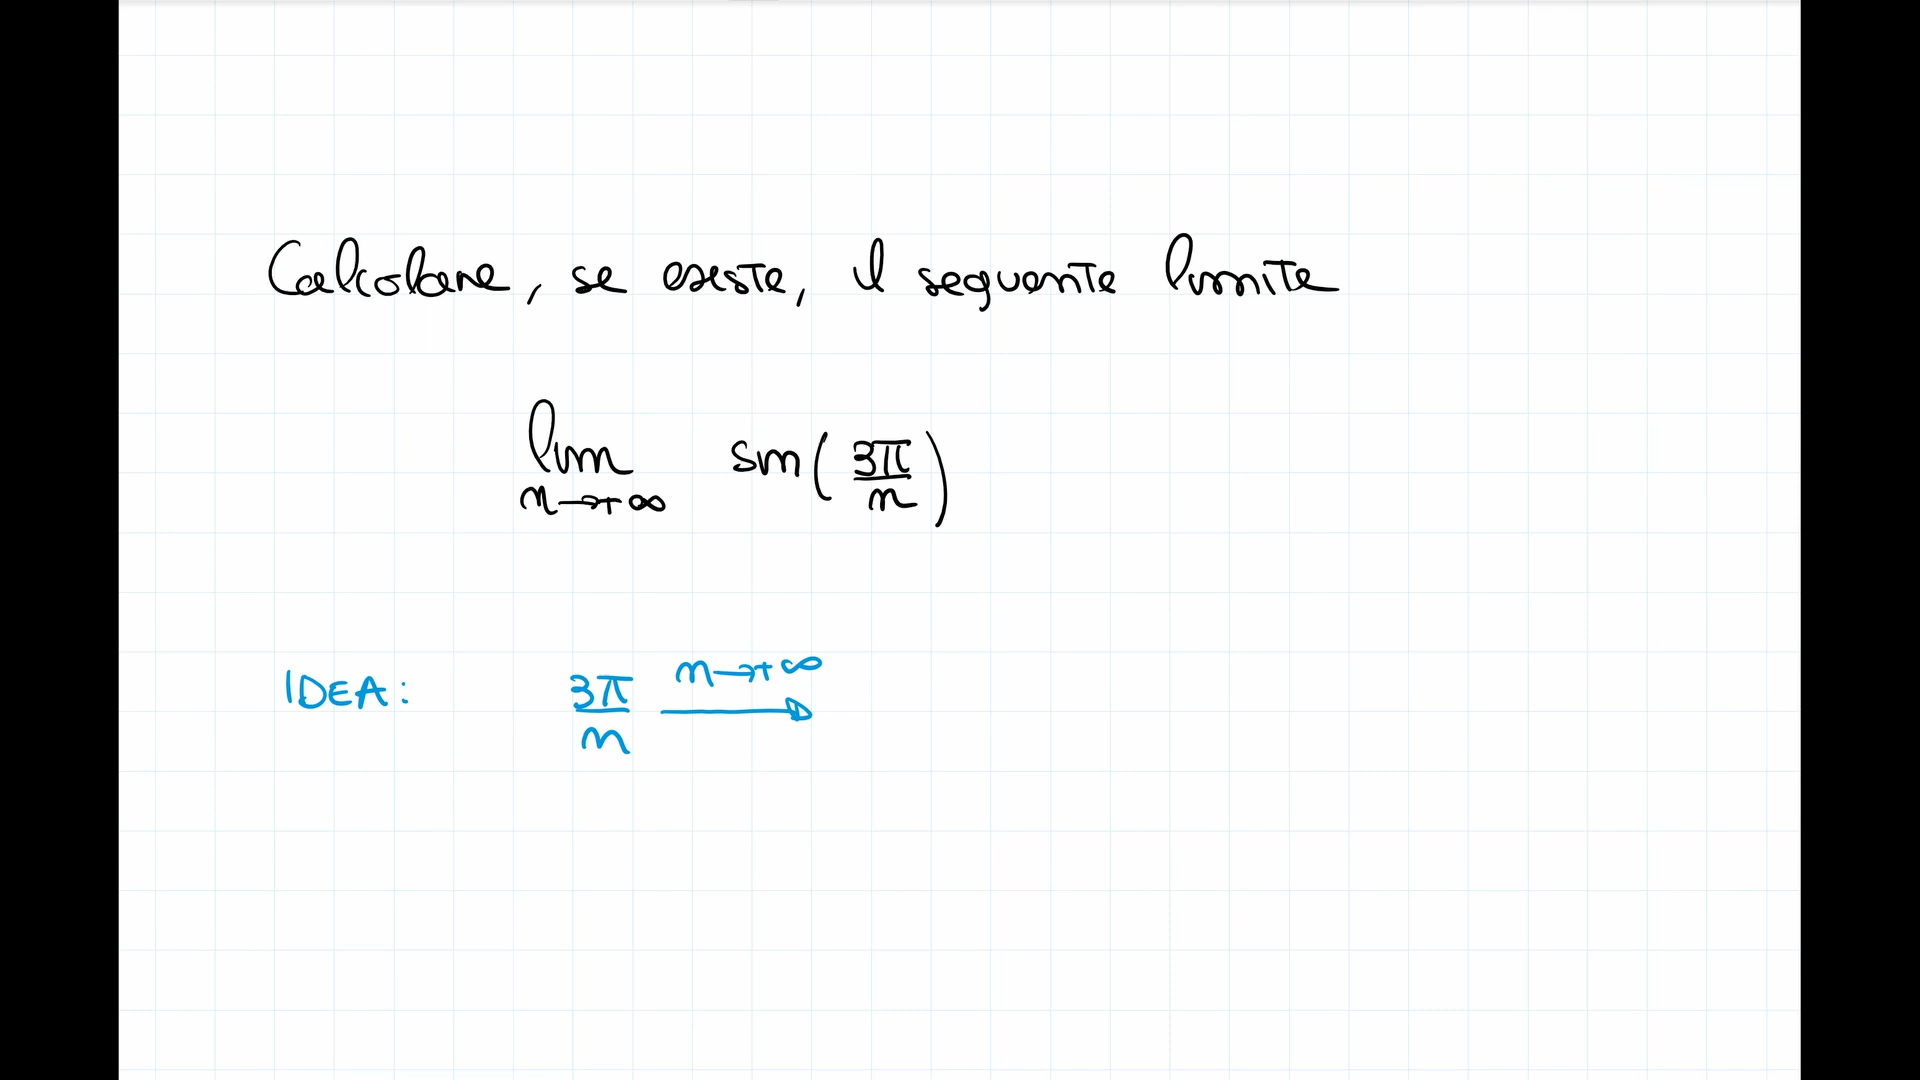 Calcolare, se esiste, il seguente limite
lim sin(3π/n)
n→+∞
IDEA: 3π/n n→+∞ →